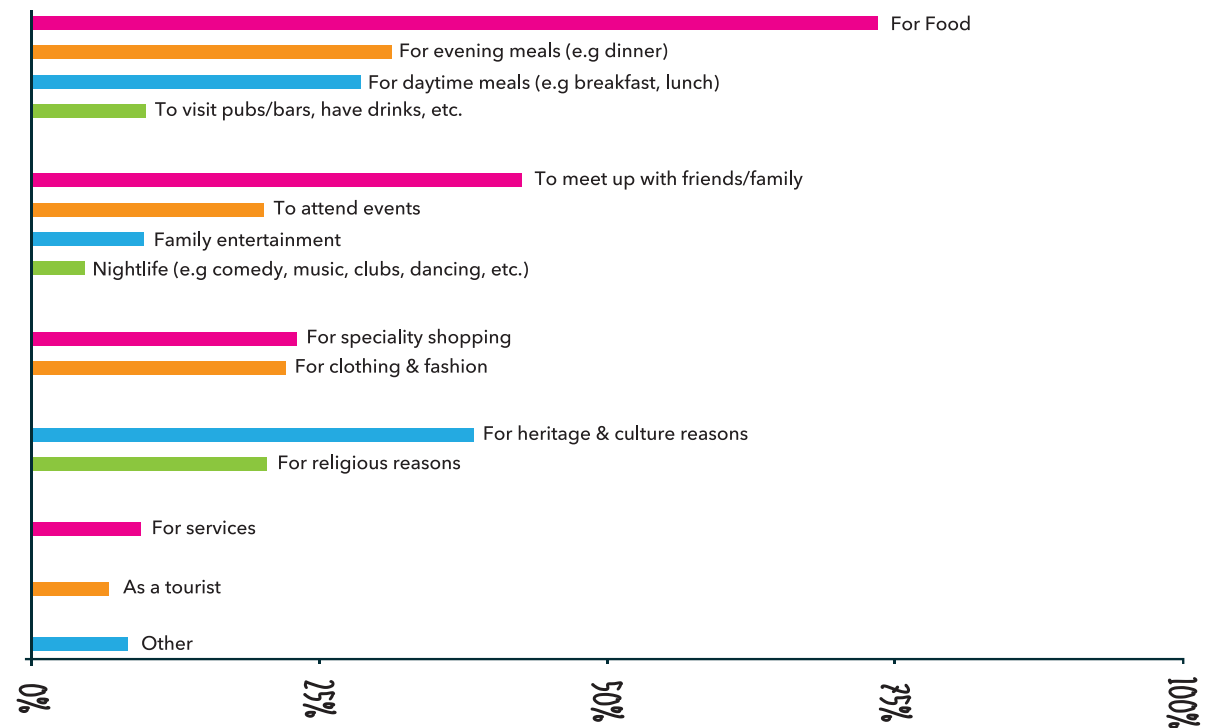 For Food
For evening meals (e.g dinner)
For daytime meals (e.g breakfast, lunch)
To visit pubs/bars, have drinks, etc.
To meet up with friends/family
To attend events
Family entertainment
Nightlife (e.g comedy, music, clubs, dancing, etc.)
For speciality shopping
For clothing & fashion
For heritage & culture reasons
For religious reasons
For services
As a tourist
Other
0%
25%
50%
75%
100%